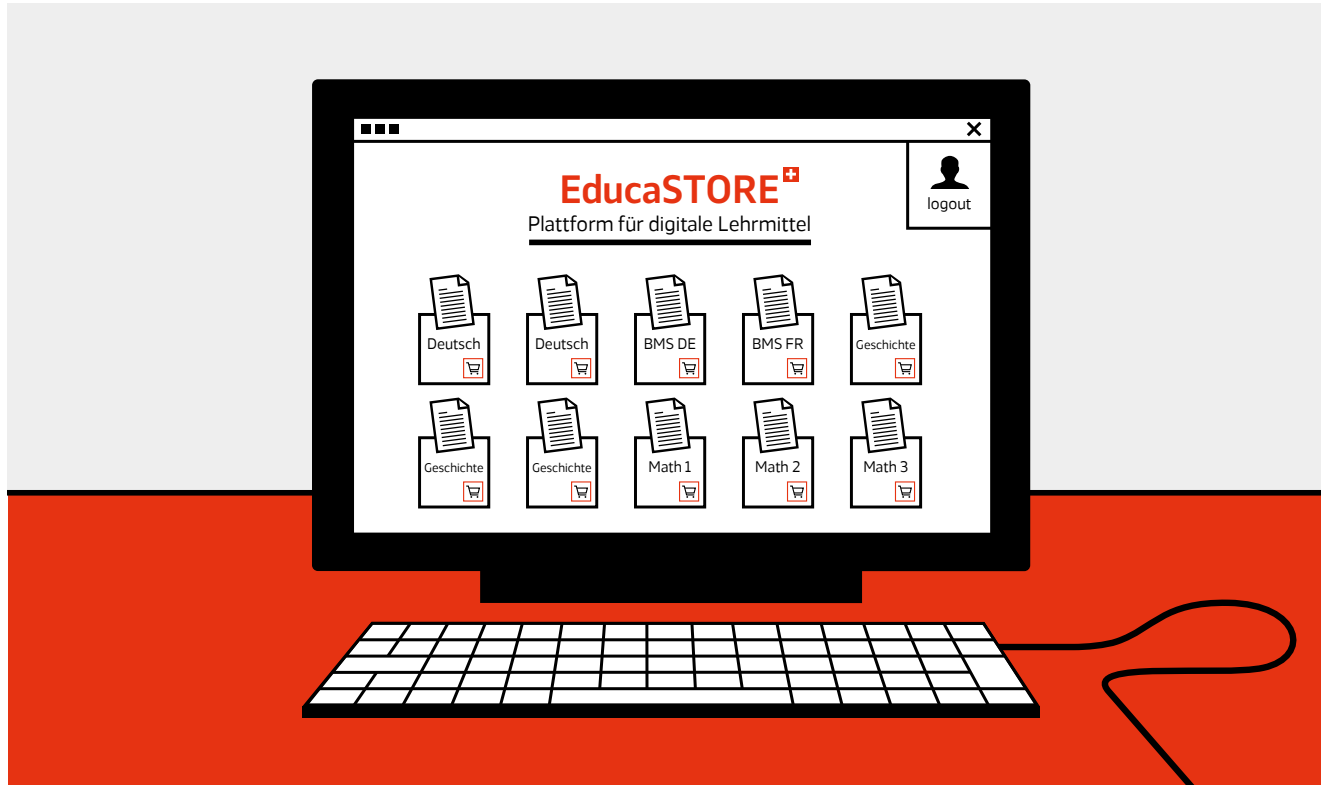 EducaSTORE
Plattform für digitale Lehrmittel
logout
Deutsch
Deutsch
BMS DE
BMS FR
Geschichte
Geschichte
Geschichte
Math 1
Math 2
Math 3